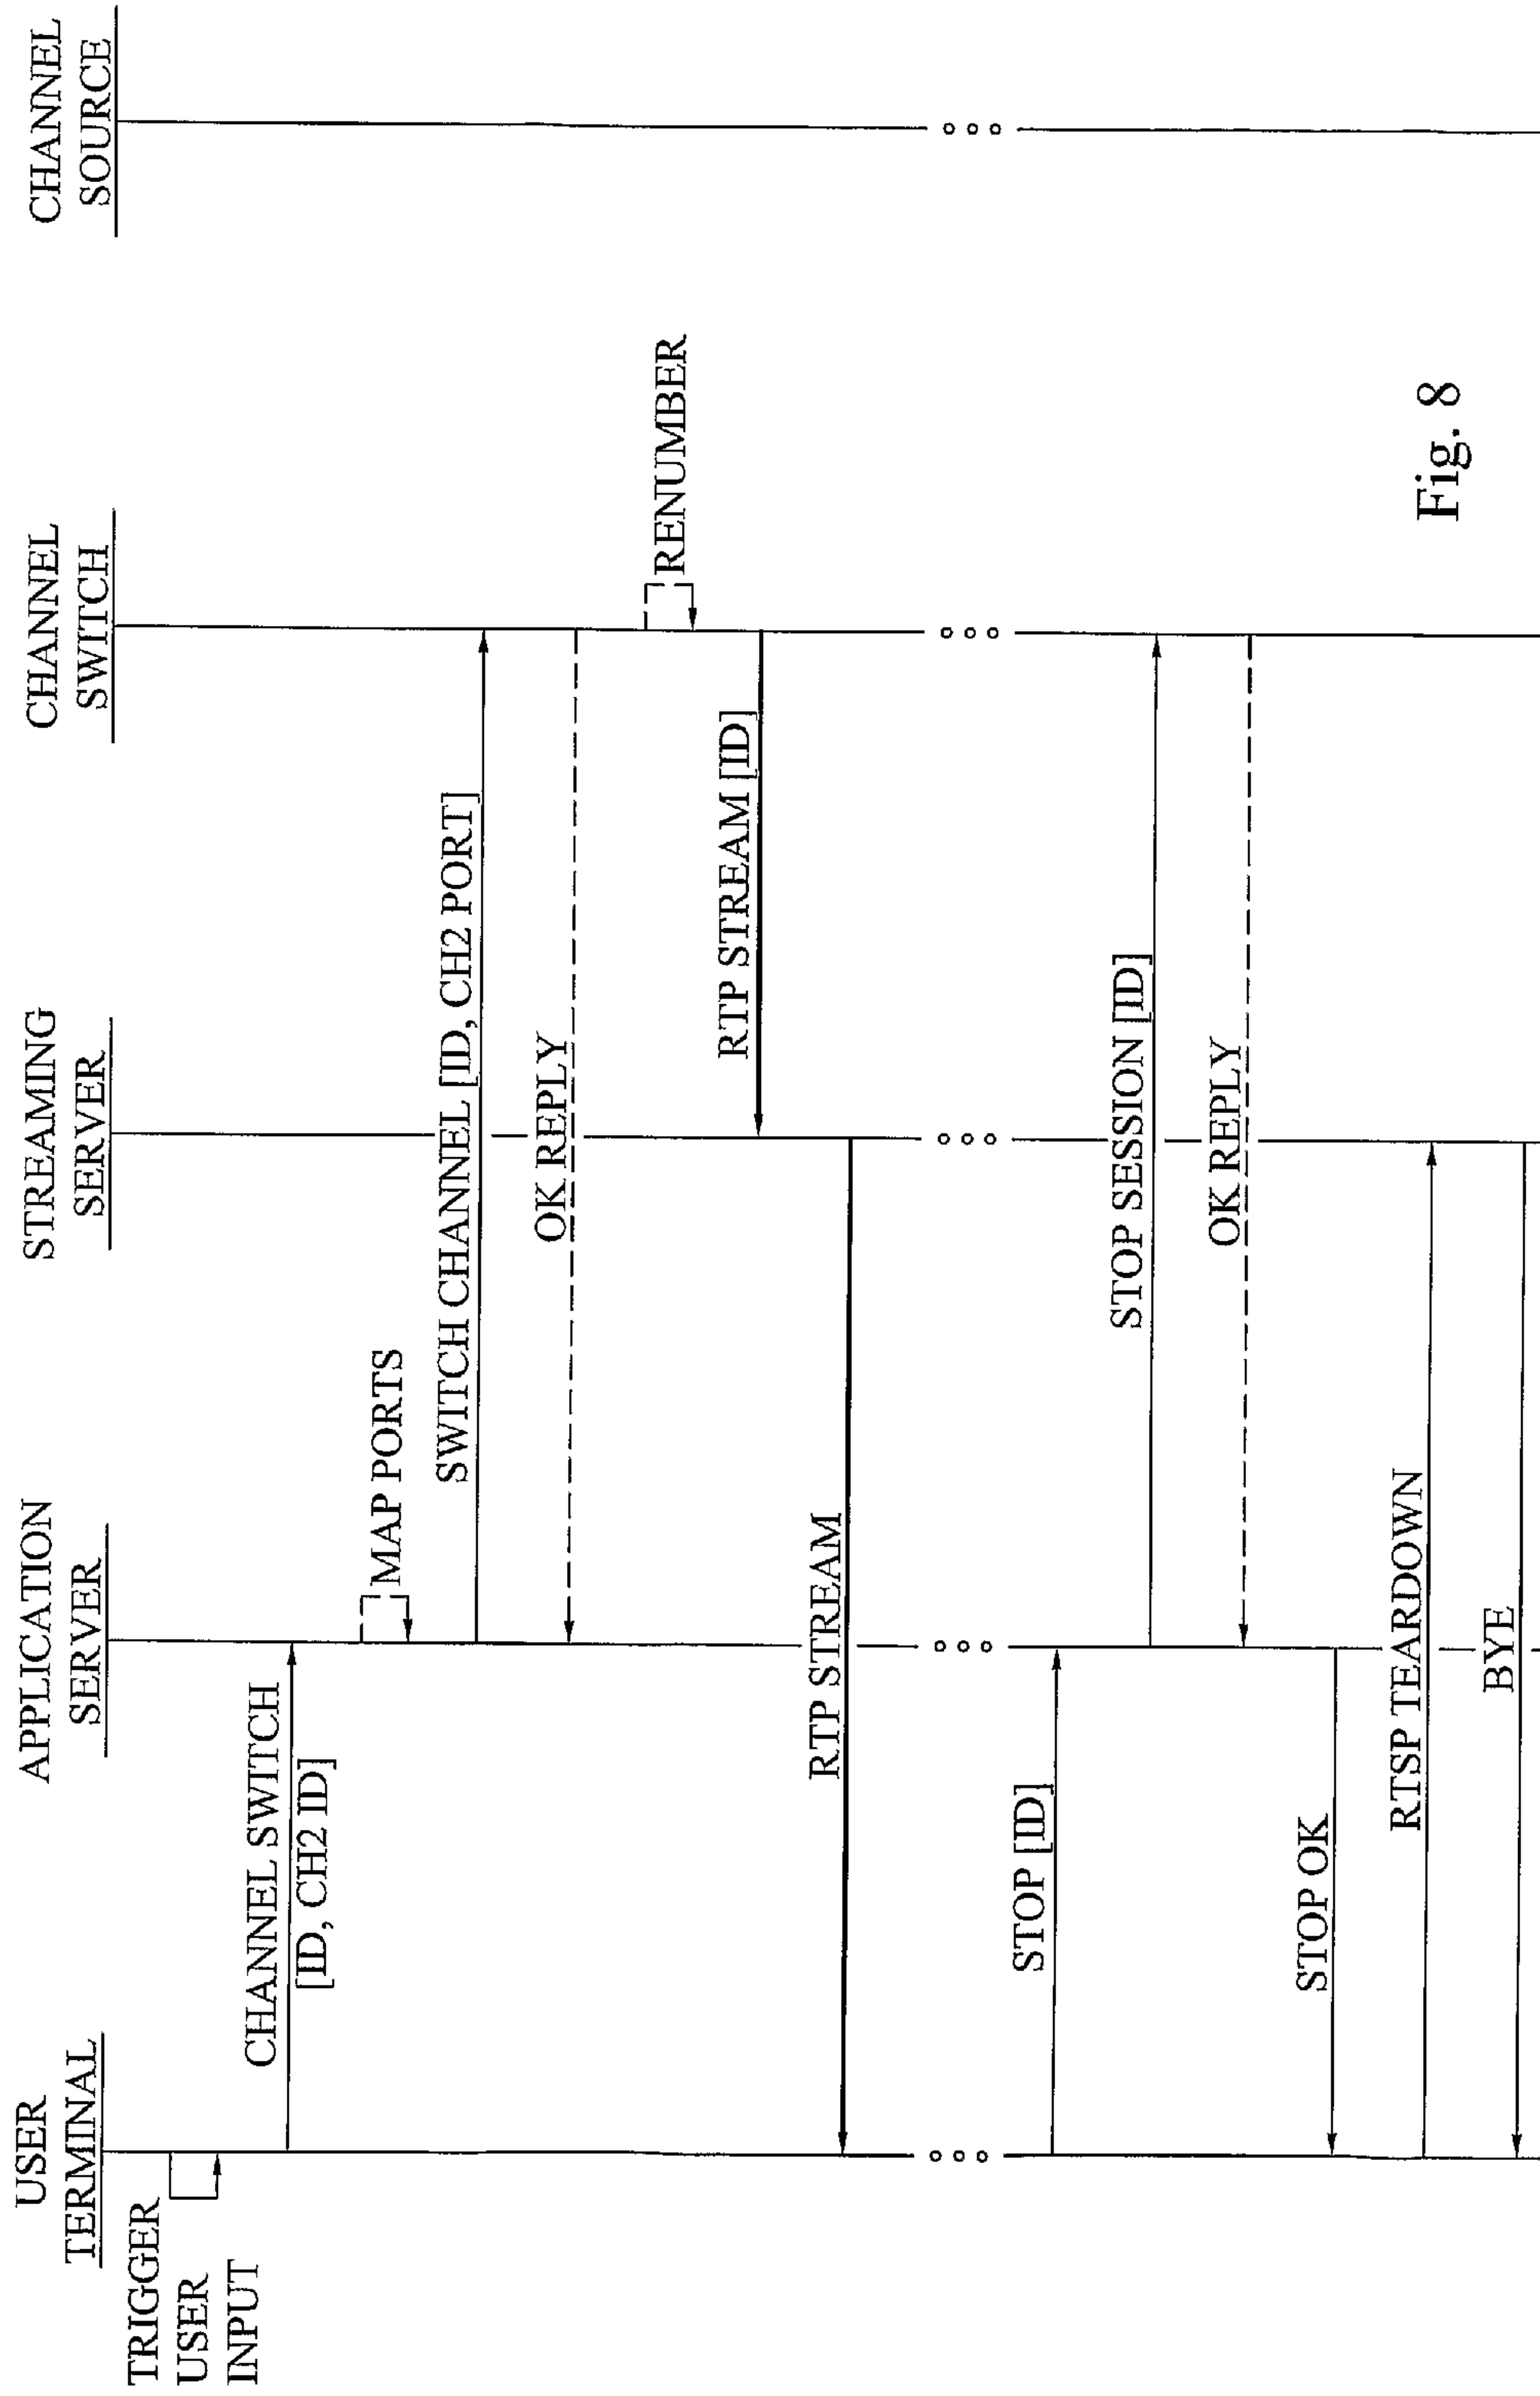 USER
TERMINAL
APPLICATION
SERVER
STREAMING
SERVER
CHANNEL
SWITCH
CHANNEL
SOURCE
TRIGGER
USER
INPUT
CHANNEL SWITCH
[ID, CH2 ID]
MAP PORTS
SWITCH CHANNEL [ID, CH2 PORT]
OK REPLY
RENUMBER
RTP STREAM [ID]
RTP STREAM
STOP [ID]
STOP SESSION [ID]
OK REPLY
STOP OK
RTSP TEARDOWN
BYE
Fig. 8